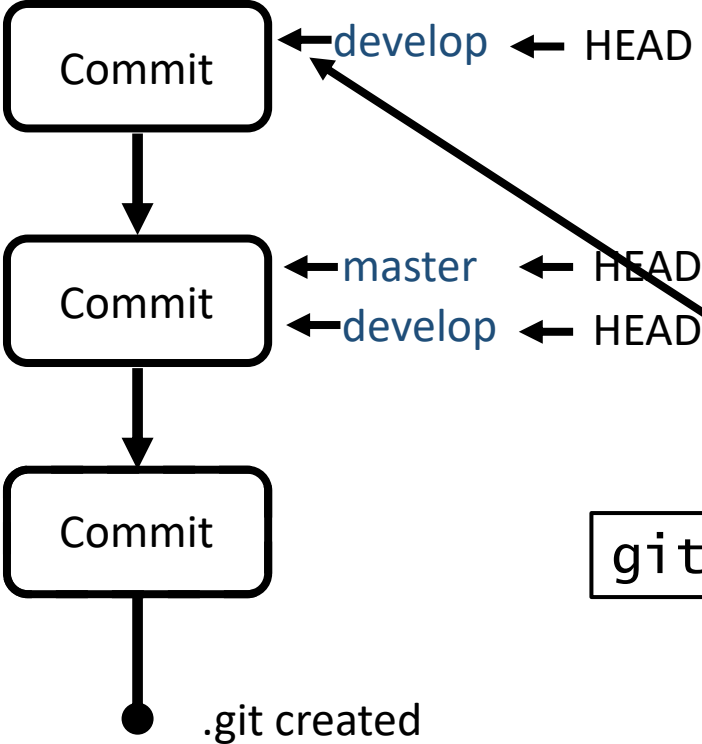 Commit develop HEAD
Commit master HEAD
develop HEAD
Commit
git
.git created